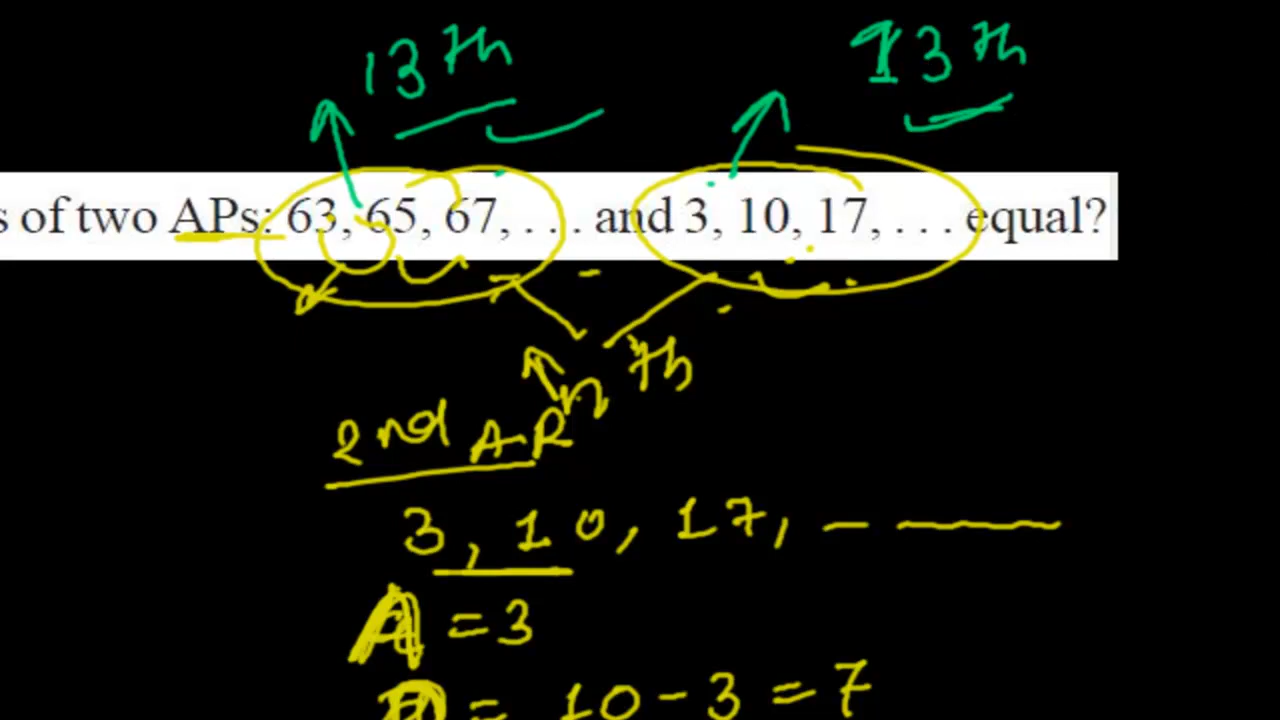 13th 13th
s of two APs: 63, 65, 67, . . . and 3, 10, 17, . . . equal?
n th
2nd AP
3, 10, 17, – —
A = 3
D = 10 - 3 = 7